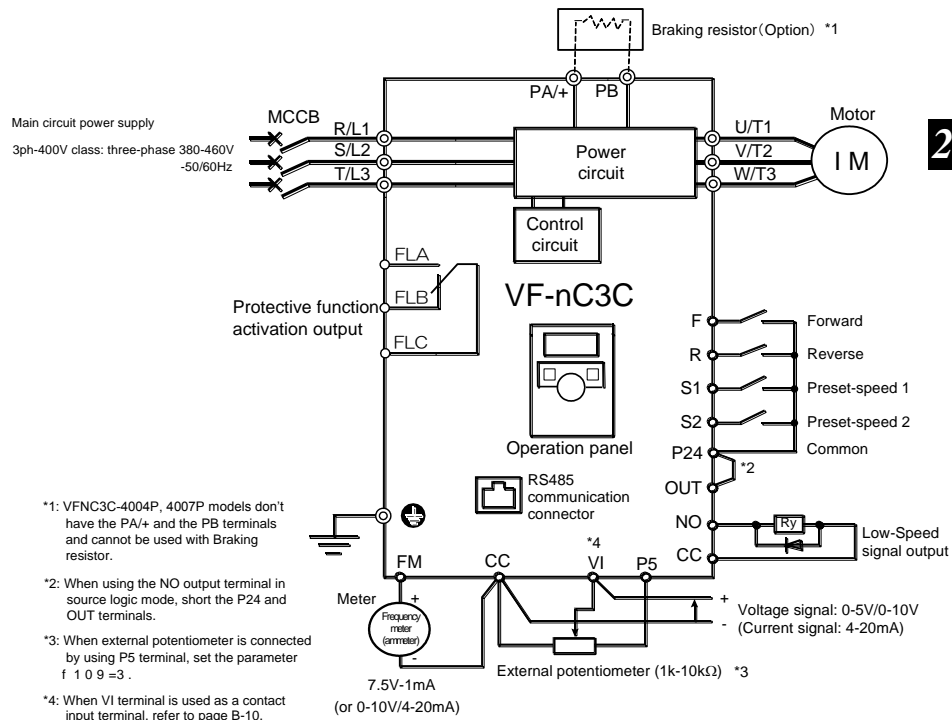 Braking resistor(Option) *1
PA/+ PB
MCCB
Main circuit power supply
3ph-400V class: three-phase 380-460V
-50/60Hz
R/L1
S/L2
T/L3
Power
circuit
U/T1
V/T2
W/T3
Motor
I M
2
Control
circuit
FLA
FLB
FLC
Protective function
activation output
VF-nC3C
Operation panel
F Forward
R Reverse
S1 Preset-speed 1
S2 Preset-speed 2
P24 Common
*2
OUT
RS485
communication
connector
NO
Ry
CC
Low-Speed
signal output
*4
FM CC VI P5
Meter
+
Frequency
meter
(ammeter)
-
7.5V-1mA
(or 0-10V/4-20mA)
External potentiometer (1k-10kΩ) *3
+
-
Voltage signal: 0-5V/0-10V
(Current signal: 4-20mA)
*1: VFNC3C-4004P, 4007P models don't
have the PA/+ and the PB terminals
and cannot be used with Braking
resistor.
*2: When using the NO output terminal in
source logic mode, short the P24 and
OUT terminals.
*3: When external potentiometer is connected
by using P5 terminal, set the parameter
f 1 0 9 =3 .
*4: When VI terminal is used as a contact
input terminal, refer to page B-10.